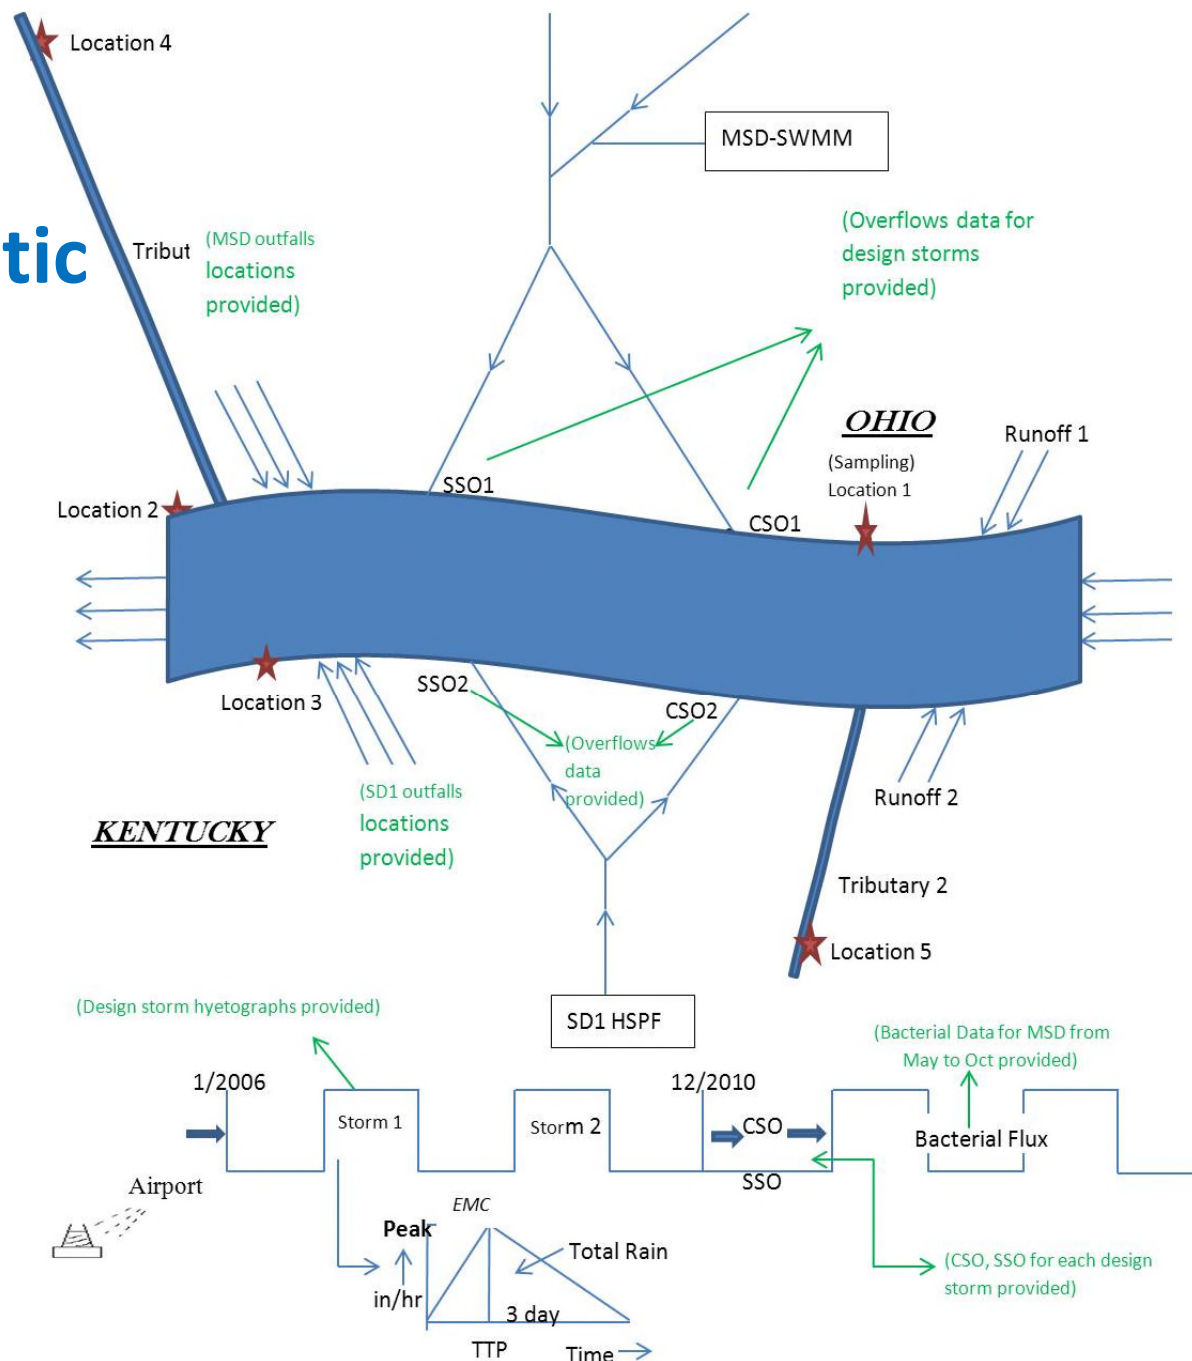 Location 4
MSD-SWMM
(Overflows data for
design storms
provided)
tic
Tribut
(MSD outfalls
locations
provided)
OHIO
(Sampling)
Location 1
Runoff 1
SSO1
CSO1
Location 2
Location 3
SSO2
CSO2
(Overflows
data
provided)
(SD1 outfalls
locations
provided)
KENTUCKY
Runoff 2
Tributary 2
Location 5
SD1 HSPF
(Design storm hyetographs provided)
(Bacterial Data for MSD from
May to Oct provided)
1/2006
12/2010
Storm 1
Storm 2
CSO
SSO
Bacterial Flux
Airport
EMC
Peak
in/hr
Total Rain
3 day
TTP
Time
(CSO, SSO for each design
storm provided)